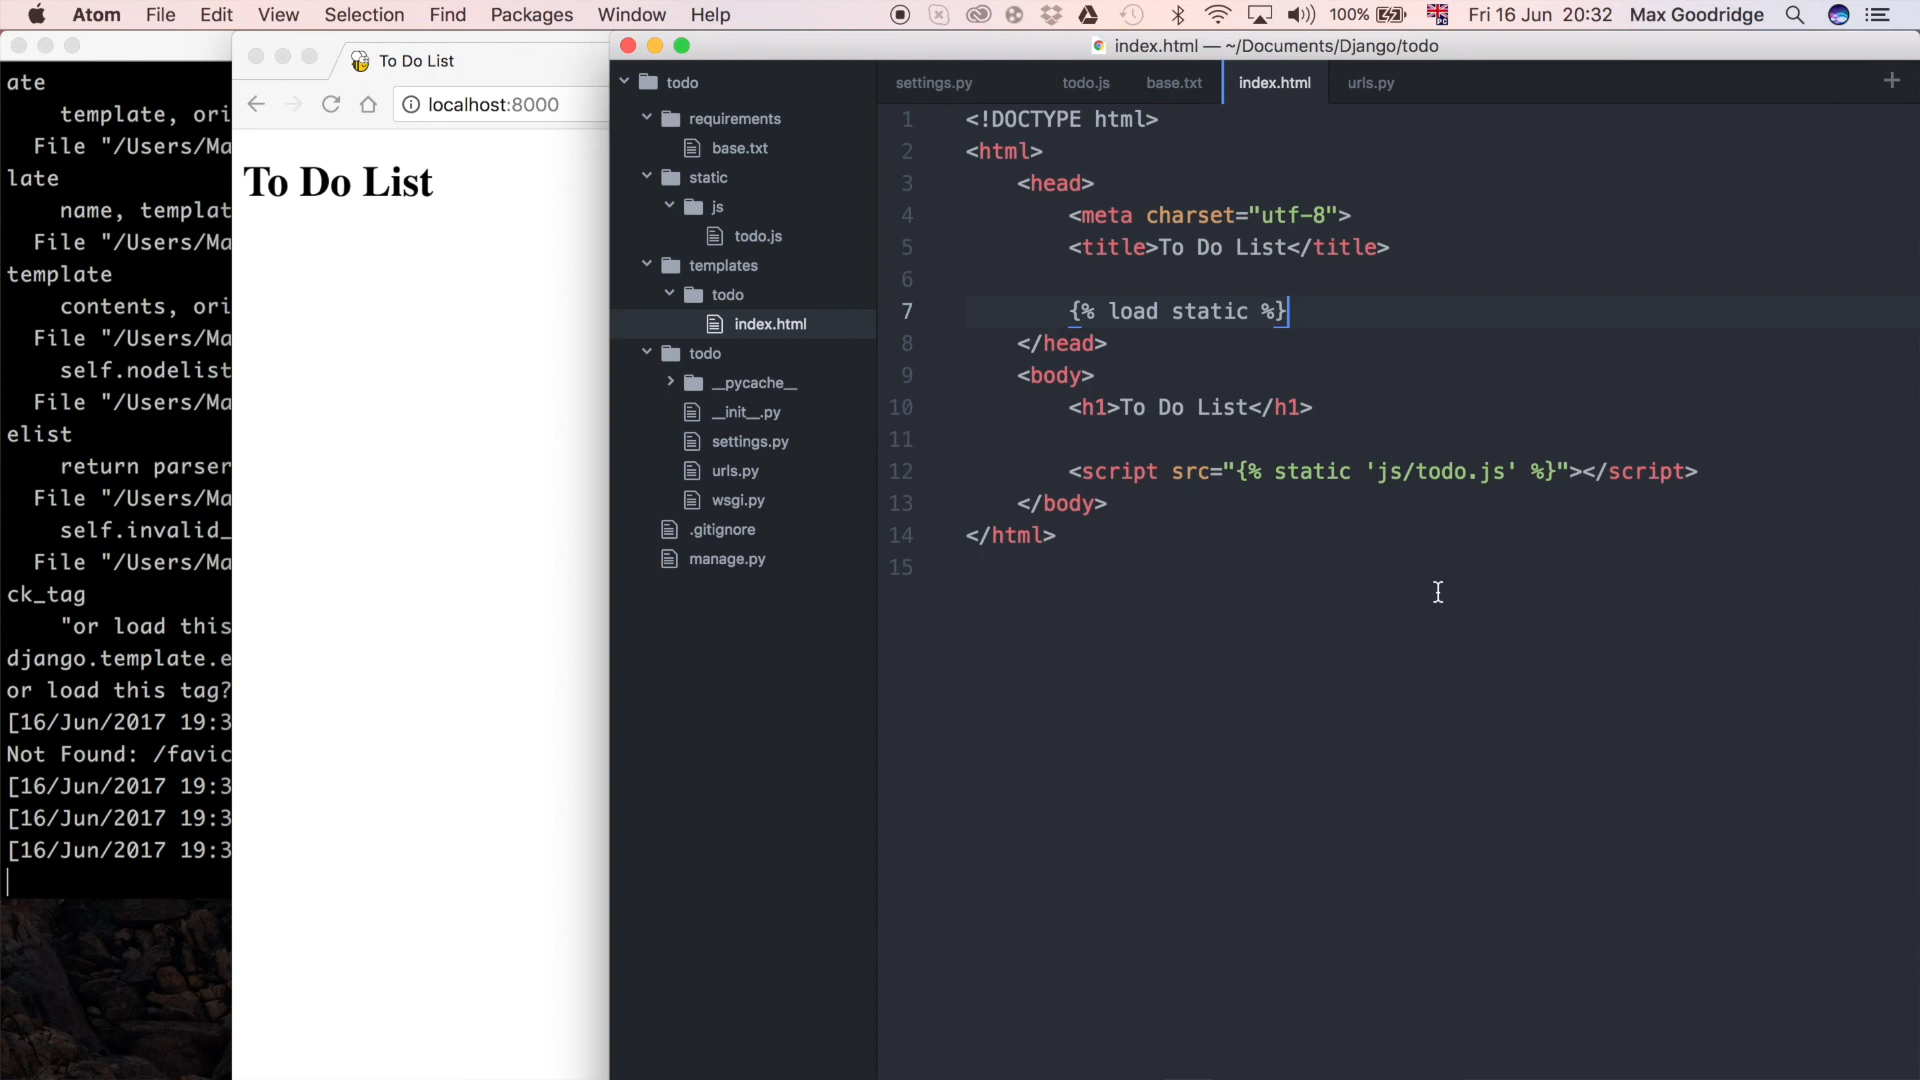 Atom File Edit View Selection Find Packages Window Help 100% Fri 16 Jun 20:32 Max Goodridge
ate
template, ori
File "/Users/Ma
late
name, templat
File "/Users/Ma
template
contents, ori
File "/Users/Ma
self.nodelist
File "/Users/Ma
elist
return parser
File "/Users/Ma
self.invalid_
File "/Users/Ma
ck_tag
"or load this
django.template.e
or load this tag?
[16/Jun/2017 19:3
Not Found: /favic
[16/Jun/2017 19:3
[16/Jun/2017 19:3
[16/Jun/2017 19:3
To Do List
localhost:8000
To Do List
index.html — ~/Documents/Django/todo
todo
requirements
base.txt
static
js
todo.js
templates
todo
index.html
todo
__pycache__
__init__.py
settings.py
urls.py
wsgi.py
.gitignore
manage.py
settings.py todo.js base.txt index.html urls.py
1 <!DOCTYPE html>
2 <html>
3 <head>
4 <meta charset="utf-8">
5 <title>To Do List</title>
6
7 {% load static %}
8 </head>
9 <body>
10 <h1>To Do List</h1>
11
12 <script src="{% static 'js/todo.js' %}"></script>
13 </body>
14 </html>
15